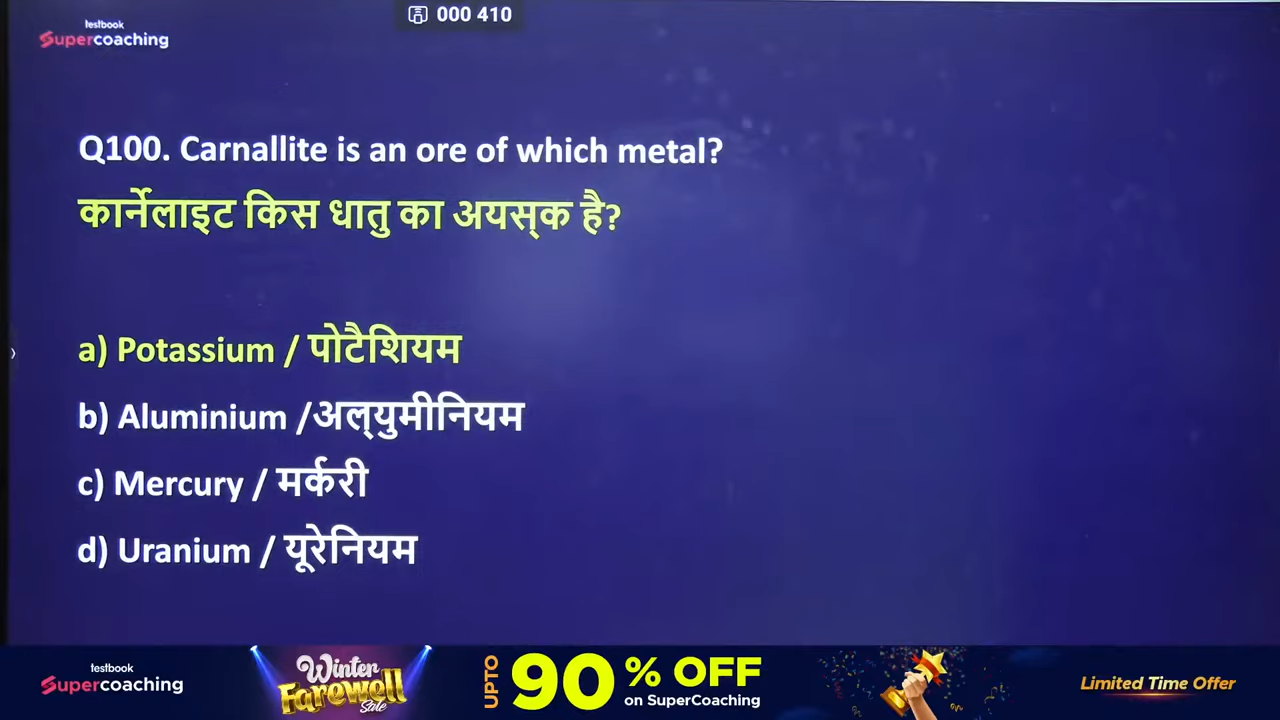 testbook
Supercoaching
000 410
Q100. Carnallite is an ore of which metal?
कार्नेलाइट किस धातु का अयस्‌क है?
a) Potassium / पोटैशियम
b) Aluminium /अल्‌युमीनियम
c) Mercury / मर्करी
d) Uranium / यूरेनियम
testbook
Supercoaching
Winter
Farewell
Sale
UPTO 90 % OFF
on SuperCoaching
Limited Time Offer